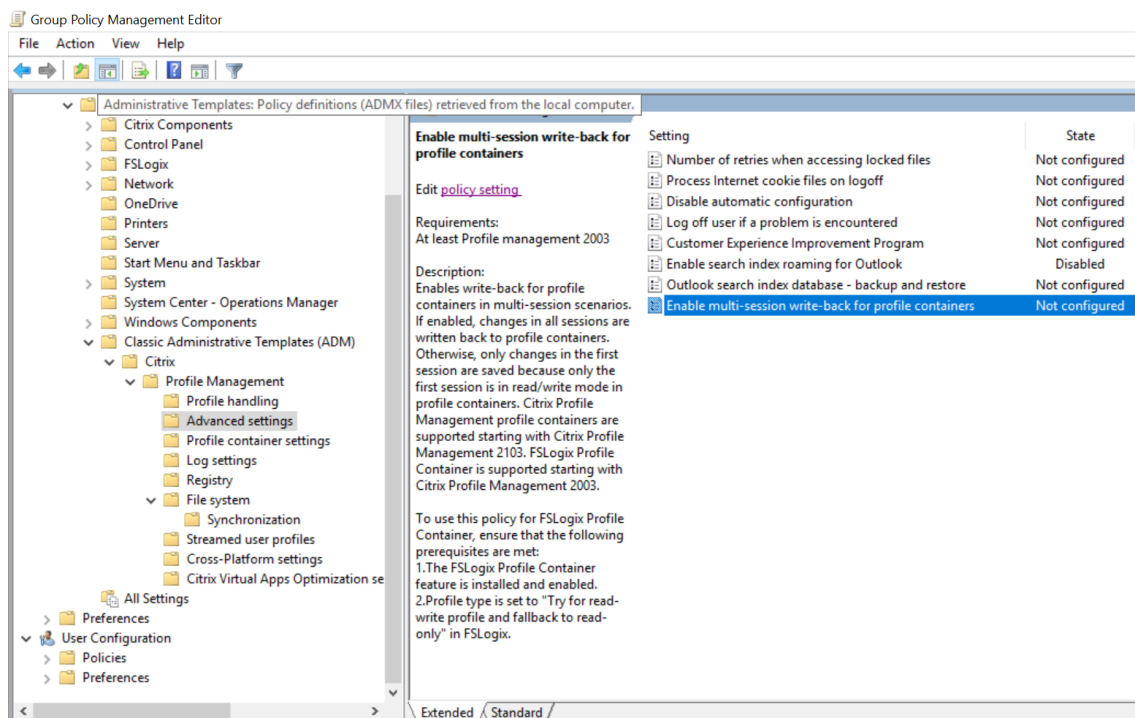 Group Policy Management Editor
File Action View Help
Administrative Templates: Policy definitions (ADMX files) retrieved from the local computer.
Citrix Components
Control Panel
FSLogix
Network
OneDrive
Printers
Server
Start Menu and Taskbar
System
System Center - Operations Manager
Windows Components
Classic Administrative Templates (ADM)
Citrix
Profile Management
Profile handling
Advanced settings
Profile container settings
Log settings
Registry
File system
Synchronization
Streamed user profiles
Cross-Platform settings
Citrix Virtual Apps Optimization se
All Settings
Preferences
User Configuration
Policies
Preferences
Enable multi-session write-back for
profile containers
Edit policy setting
Requirements:
At least Profile management 2003
Description:
Enables write-back for profile
containers in multi-session scenarios.
If enabled, changes in all sessions are
written back to profile containers.
Otherwise, only changes in the first
session are saved because only the
first session is in read/write mode in
profile containers. Citrix Profile
Management profile containers are
supported starting with Citrix Profile
Management 2103. FSLogix Profile
Container is supported starting with
Citrix Profile Management 2003.
To use this policy for FSLogix Profile
Container, ensure that the following
prerequisites are met:
1.The FSLogix Profile Container
feature is installed and enabled.
2.Profile type is set to "Try for read-
write profile and fallback to read-
only" in FSLogix.
Setting State
Number of retries when accessing locked files Not configured
Process Internet cookie files on logoff Not configured
Disable automatic configuration Not configured
Log off user if a problem is encountered Not configured
Customer Experience Improvement Program Not configured
Enable search index roaming for Outlook Disabled
Outlook search index database - backup and restore Not configured
Enable multi-session write-back for profile containers Not configured
Extended Standard